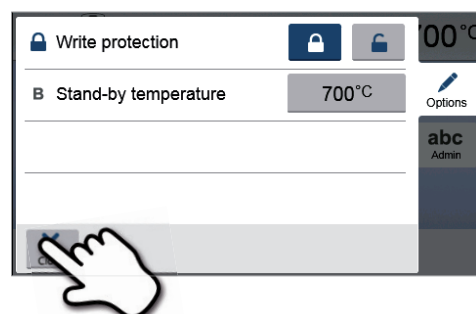 Write protection
00°C
B Stand-by temperature
700°C
Options
abc
Admin